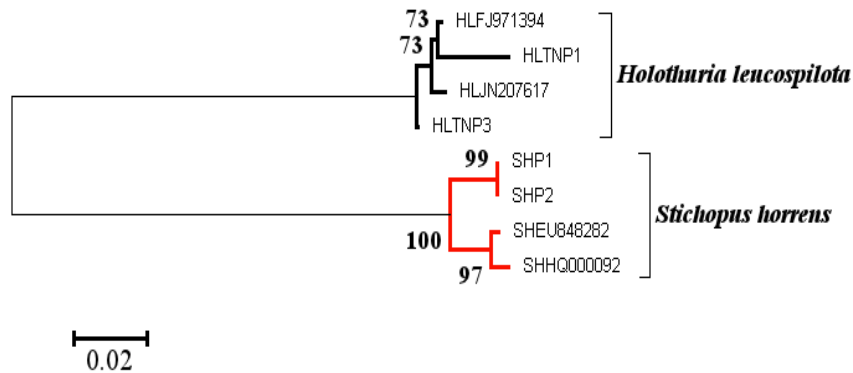 73
HLFJ971394
73
HLTNP1
Holothuria leucospilota
HLJN207617
HLTNP3
99
SHP1
SHP2
Stichopus horrens
100
SHEU848282
97
SHHQ000092
0.02